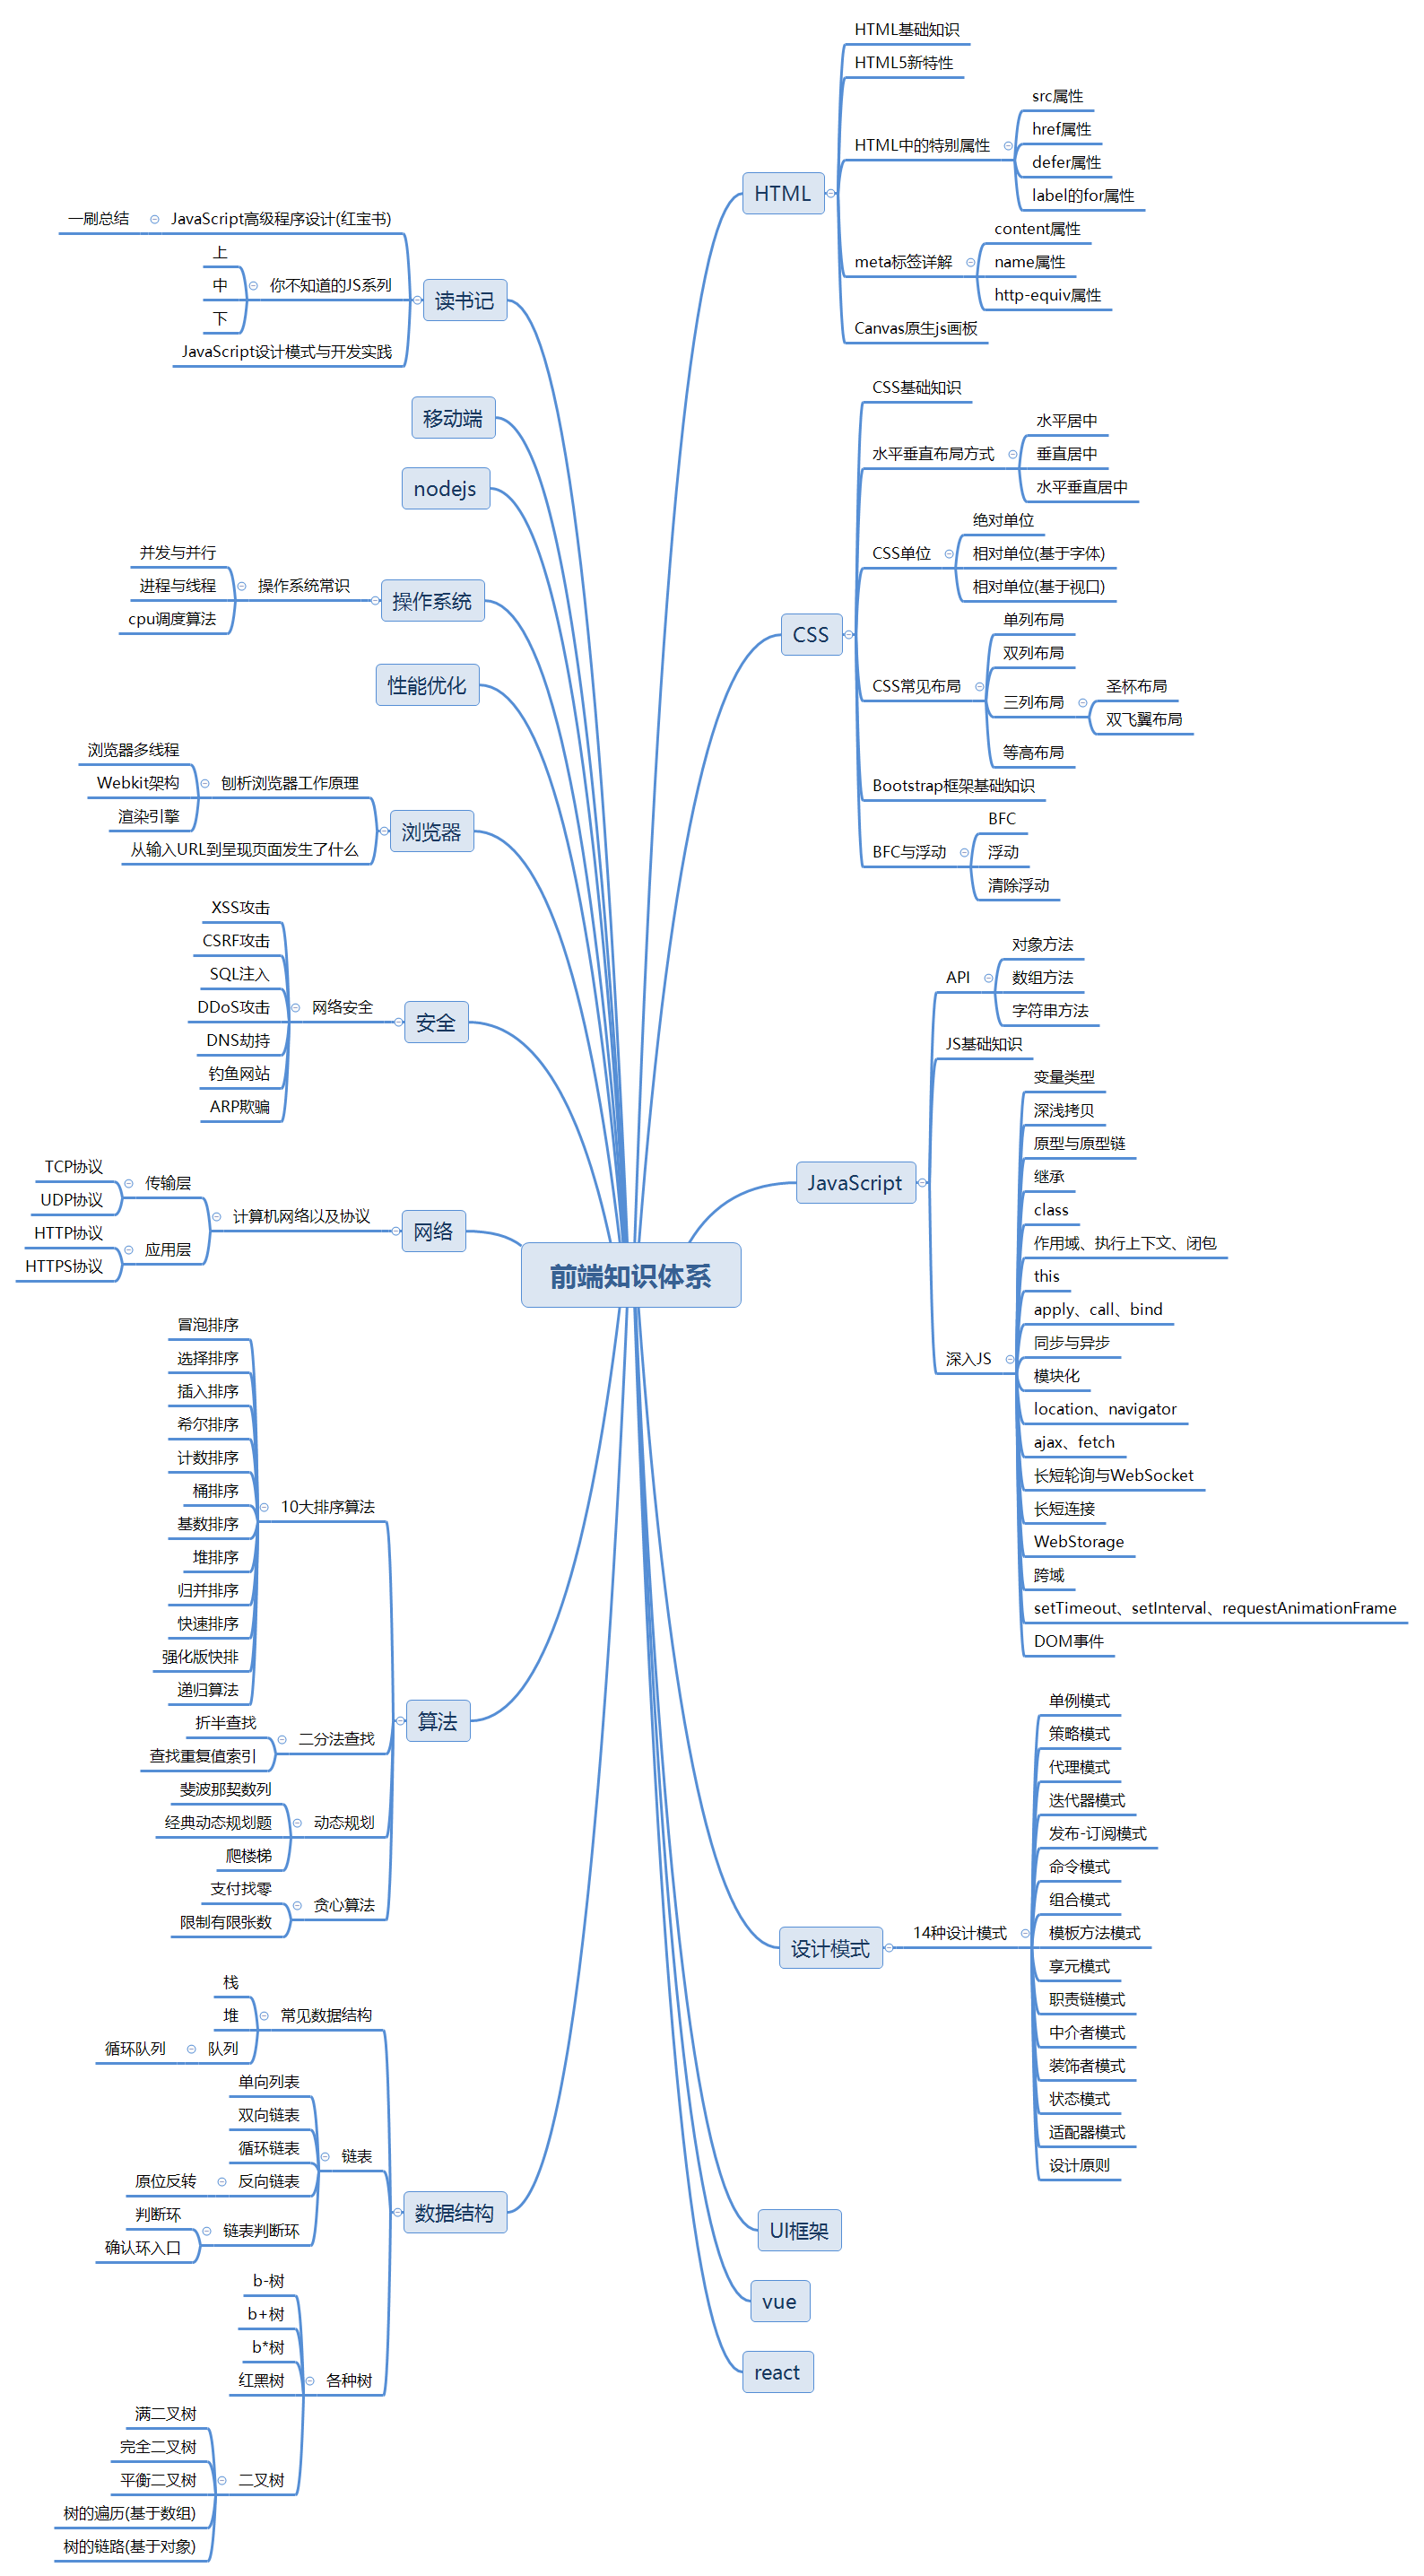 前端知识体系
HTML
HTML基础知识
HTML5新特性
HTML中的特别属性
src属性
href属性
defer属性
label的for属性
meta标签详解
content属性
name属性
http-equiv属性
Canvas原生js画板
CSS
CSS基础知识
水平垂直布局方式
水平居中
垂直居中
水平垂直居中
CSS单位
绝对单位
相对单位(基于字体)
相对单位(基于视口)
CSS常见布局
单列布局
双列布局
三列布局
圣杯布局
双飞翼布局
等高布局
Bootstrap框架基础知识
BFC与浮动
BFC
浮动
清除浮动
JavaScript
API
对象方法
数组方法
字符串方法
JS基础知识
深入JS
变量类型
深浅拷贝
原型与原型链
继承
class
作用域、执行上下文、闭包
this
apply、call、bind
同步与异步
模块化
location、navigator
ajax、fetch
长短轮询与WebSocket
长短连接
WebStorage
跨域
setTimeout、setInterval、requestAnimationFrame
DOM事件
设计模式
14种设计模式
单例模式
策略模式
代理模式
迭代器模式
发布-订阅模式
命令模式
组合模式
模板方法模式
享元模式
职责链模式
中介者模式
装饰者模式
状态模式
适配器模式
设计原则
UI框架
vue
react
读书记
JavaScript高级程序设计(红宝书)
一刷总结
你不知道的JS系列
上
中
下
JavaScript设计模式与开发实践
移动端
nodejs
操作系统
操作系统常识
并发与并行
进程与线程
cpu调度算法
性能优化
浏览器
刨析浏览器工作原理
浏览器多线程
Webkit架构
渲染引擎
从输入URL到呈现页面发生了什么
安全
网络安全
XSS攻击
CSRF攻击
SQL注入
DDoS攻击
DNS劫持
钓鱼网站
ARP欺骗
网络
计算机网络以及协议
传输层
TCP协议
UDP协议
应用层
HTTP协议
HTTPS协议
算法
10大排序算法
冒泡排序
选择排序
插入排序
希尔排序
计数排序
桶排序
基数排序
堆排序
归并排序
快速排序
强化版快排
递归算法
二分法查找
折半查找
查找重复值索引
动态规划
斐波那契数列
经典动态规划题
爬楼梯
贪心算法
支付找零
限制有限张数
数据结构
常见数据结构
栈
堆
队列
循环队列
链表
单向列表
双向链表
循环链表
反向链表
原位反转
链表判断环
判断环
确认环入口
各种树
b-树
b+树
b*树
红黑树
二叉树
满二叉树
完全二叉树
平衡二叉树
树的遍历(基于数组)
树的链路(基于对象)